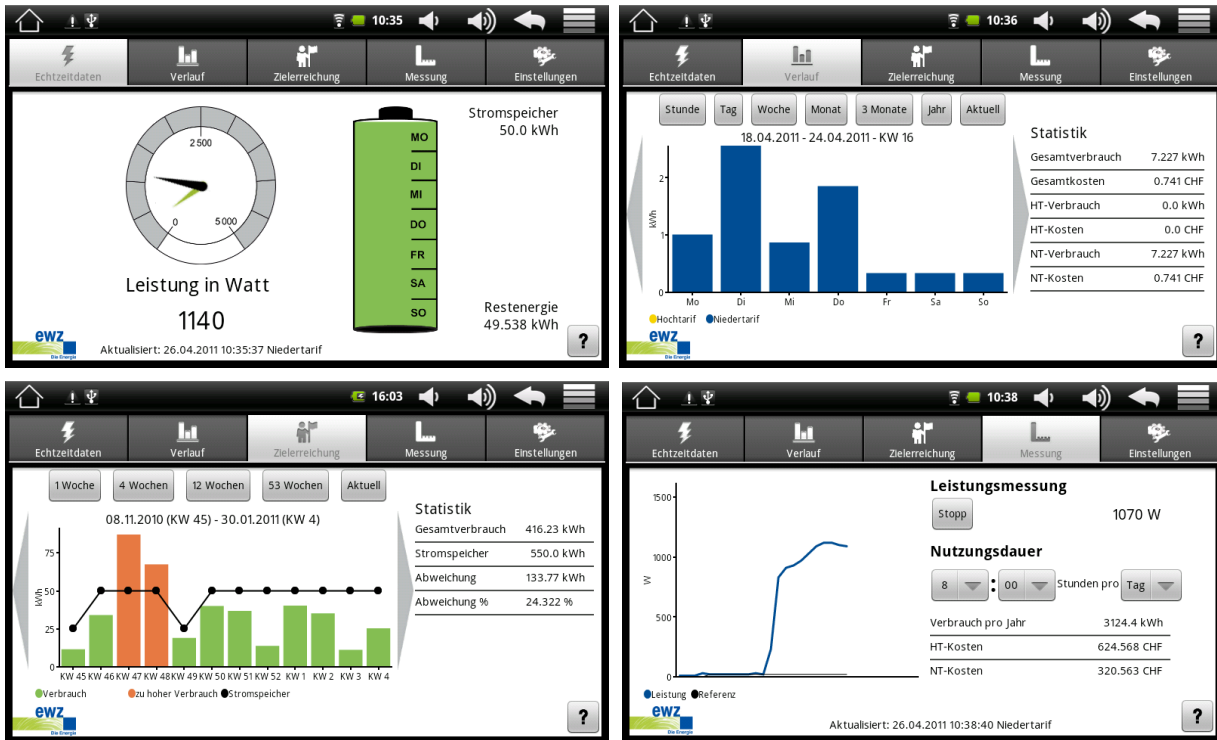 10:35
Echtzeitdaten Verlauf Zielerreichung Messung Einstellungen
2 500
0 5 000
Leistung in Watt
1140
MO
DI
MI
DO
FR
SA
SO
Stromspeicher
50.0 kWh
Restenergie
49.538 kWh
ewz
Die Energie
Aktualisiert: 26.04.2011 10:35:37 Niedertarif
?
10:36
Echtzeitdaten Verlauf Zielerreichung Messung Einstellungen
Stunde Tag Woche Monat 3 Monate Jahr Aktuell
18.04.2011 - 24.04.2011 - KW 16
kWh
2
1
0
Mo Di Mi Do Fr Sa So
Hochtarif Niedertarif
Statistik
Gesamtverbrauch 7.227 kWh
Gesamtkosten 0.741 CHF
HT-Verbrauch 0.0 kWh
HT-Kosten 0.0 CHF
NT-Verbrauch 7.227 kWh
NT-Kosten 0.741 CHF
ewz
Die Energie
?
16:03
Echtzeitdaten Verlauf Zielerreichung Messung Einstellungen
1 Woche 4 Wochen 12 Wochen 53 Wochen Aktuell
08.11.2010 (KW 45) - 30.01.2011 (KW 4)
kWh
75
50
25
0
KW 45 KW 46 KW 47 KW 48 KW 49 KW 50 KW 51 KW 52 KW 1 KW 2 KW 3 KW 4
Verbrauch zu hoher Verbrauch Stromspeicher
Statistik
Gesamtverbrauch 416.23 kWh
Stromspeicher 550.0 kWh
Abweichung 133.77 kWh
Abweichung % 24.322 %
ewz
Die Energie
?
10:38
Echtzeitdaten Verlauf Zielerreichung Messung Einstellungen
W
1500
1000
500
0
Leistung Referenz
Leistungsmessung
Stopp 1070 W
Nutzungsdauer
8 : 00 Stunden pro Tag
Verbrauch pro Jahr 3124.4 kWh
HT-Kosten 624.568 CHF
NT-Kosten 320.563 CHF
ewz
Die Energie
Aktualisiert: 26.04.2011 10:38:40 Niedertarif
?